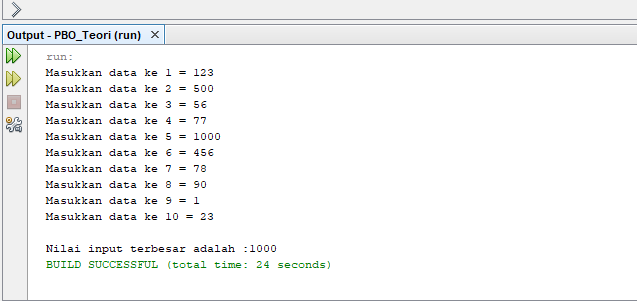 Output - PBO_Teori (run)
run:
Masukkan data ke 1 = 123
Masukkan data ke 2 = 500
Masukkan data ke 3 = 56
Masukkan data ke 4 = 77
Masukkan data ke 5 = 1000
Masukkan data ke 6 = 456
Masukkan data ke 7 = 78
Masukkan data ke 8 = 90
Masukkan data ke 9 = 1
Masukkan data ke 10 = 23
Nilai input terbesar adalah :1000
BUILD SUCCESSFUL (total time: 24 seconds)